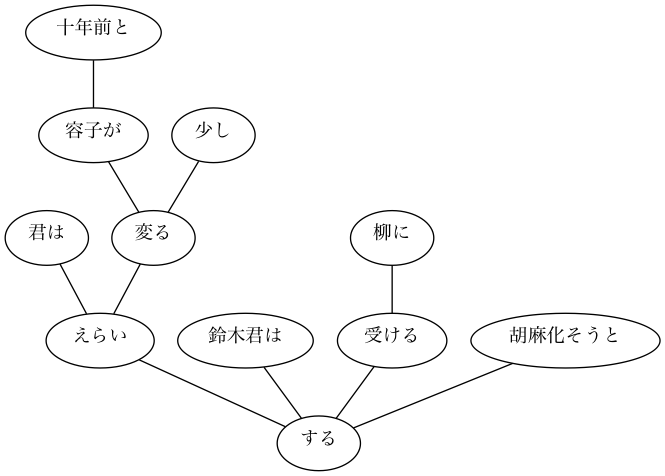 十年前と
容子が
少し
君は
変る
柳に
えらい
鈴木君は
受ける
胡麻化そうと
する